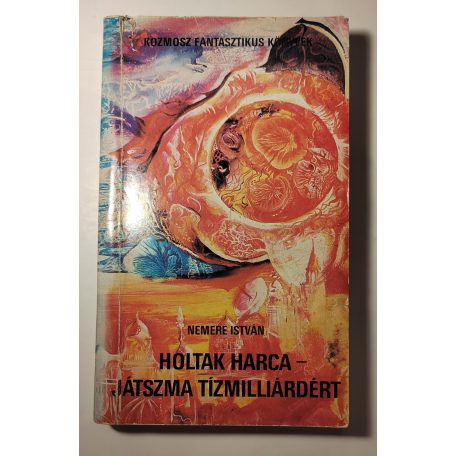 KOZMOSZ FANTASZTIKUS KÖNYVEK
NEMERE ISTVÁN
HOLTAK HARCA –
JÁTSZMA TÍZMILLIÁRDÉRT